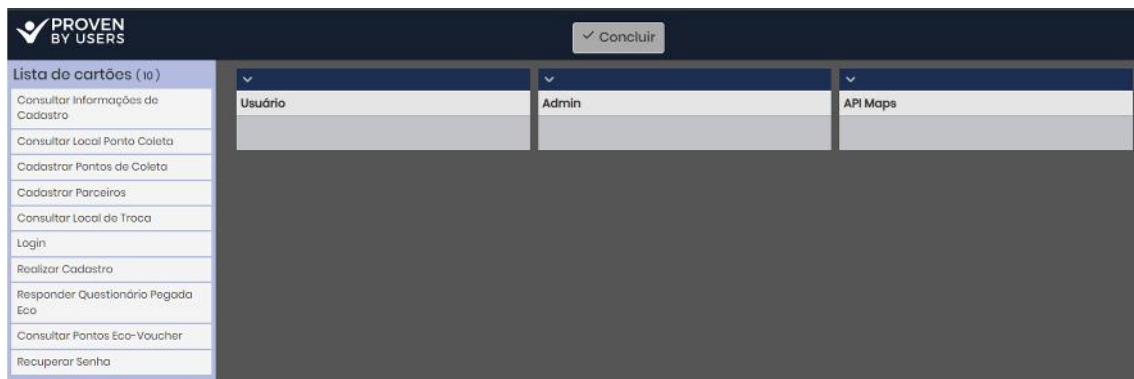 PROVEN
BY USERS
Concluir
Lista de cartões (10)
Consultar Informações de
Cadastro
Consultar Local Ponto Coleta
Cadastrar Pontos de Coleta
Cadastrar Parceiros
Consultar Local de Troca
Login
Realizar Cadastro
Responder Questionário Pegada
Eco
Consultar Pontos Eco-Voucher
Recuperar Senha
Usuário
Admin
API Maps